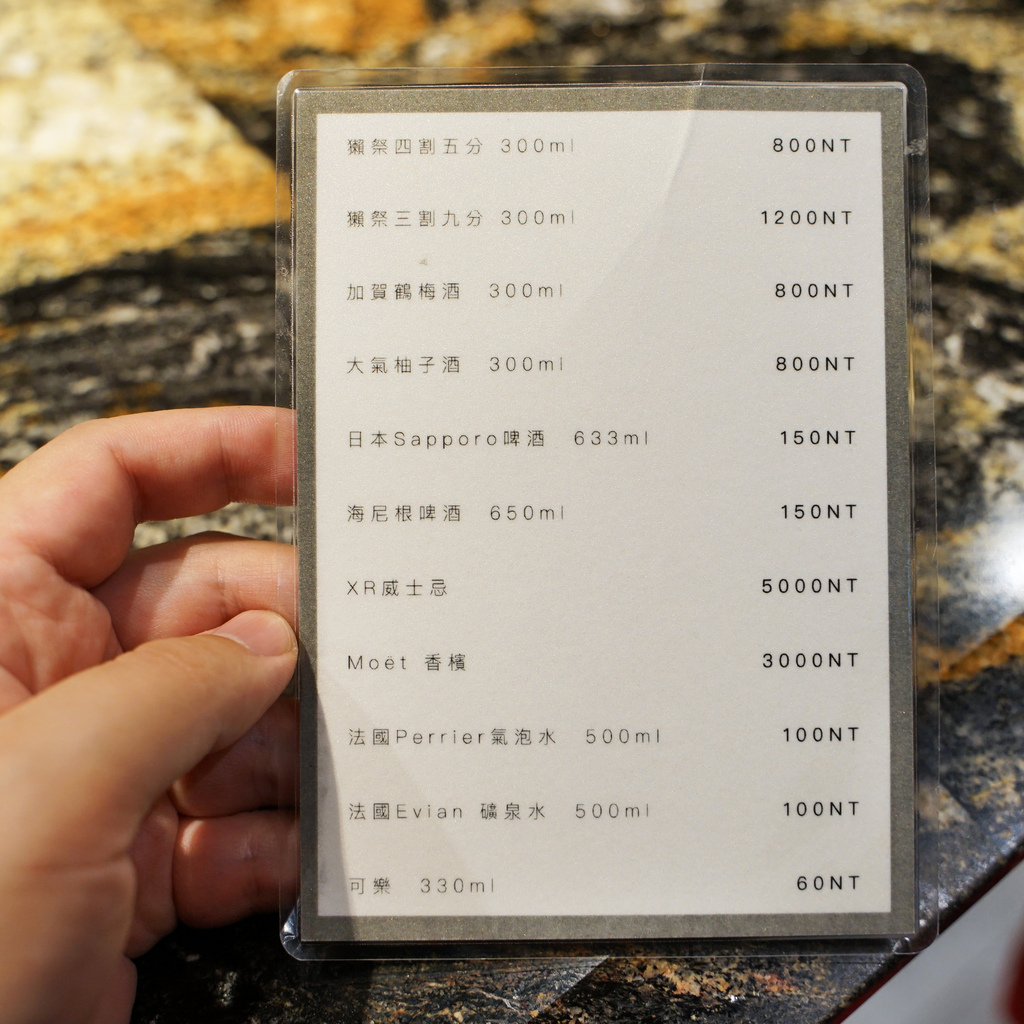 獺祭四割五分 300ml 800NT
獺祭三割九分 300ml 1200NT
加賀鶴梅酒 300ml 800NT
大氣柚子酒 300ml 800NT
日本Sapporo啤酒 633ml 150NT
海尼根啤酒 650ml 150NT
XR威士忌 5000NT
Moët 香檳 3000NT
法國Perrier氣泡水 500ml 100NT
法國Evian 礦泉水 500ml 100NT
可樂 330ml 60NT